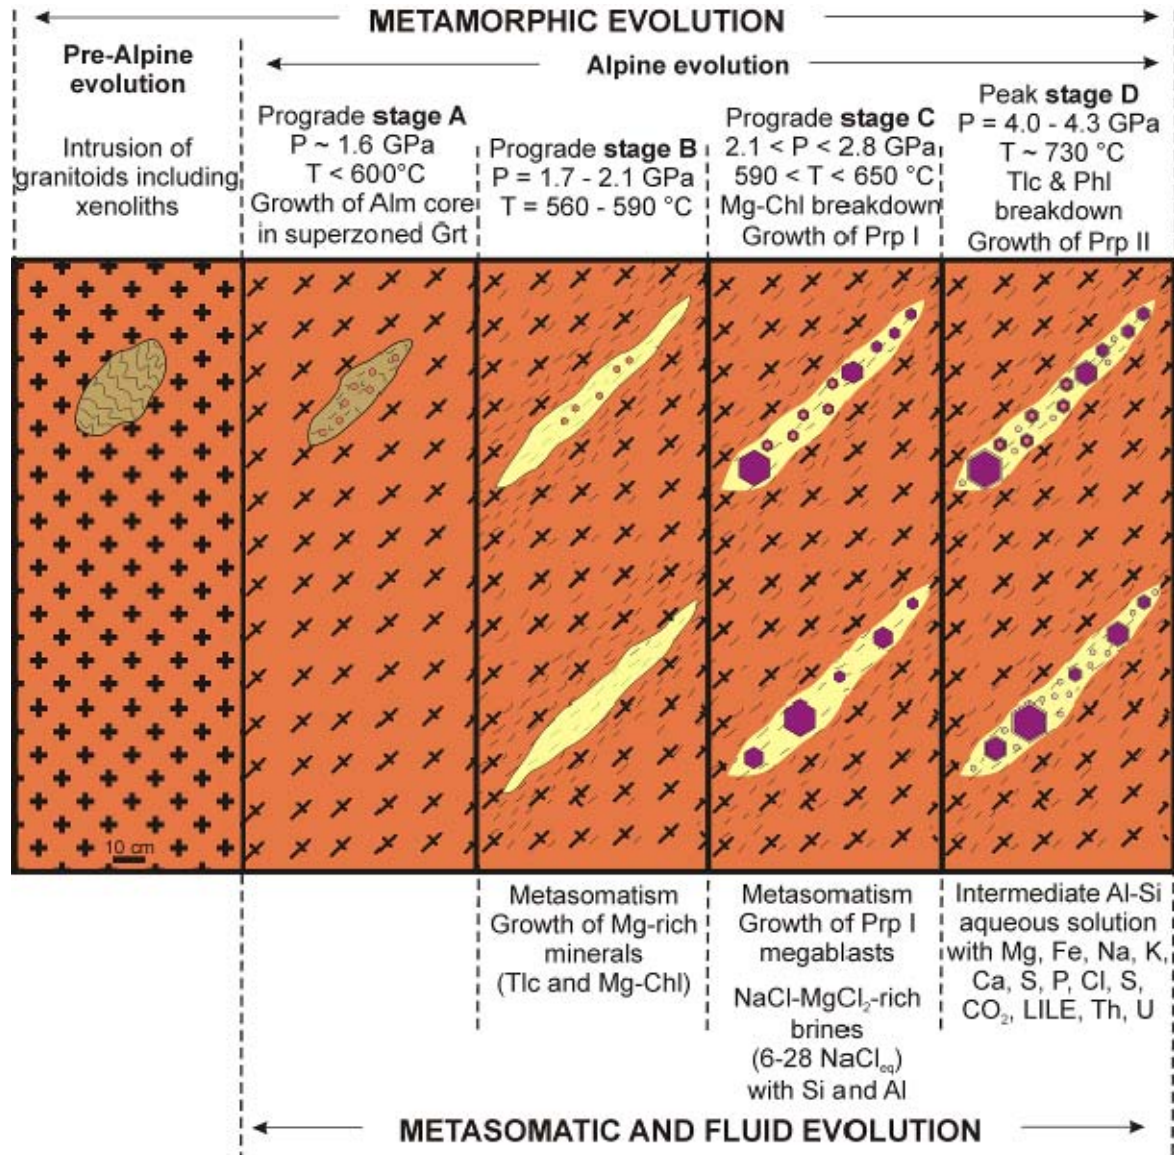 METAMORPHIC EVOLUTION
Pre-Alpine
evolution
Intrusion of
granitoids including
xenoliths
Alpine evolution
Prograde stage A
P ~ 1.6 GPa
T < 600°C
Growth of Alm core
in superzoned Grt
Prograde stage B
P = 1.7 - 2.1 GPa
T = 560 - 590 °C
Prograde stage C
2.1 < P < 2.8 GPa
590 < T < 650 °C
Mg-Chl breakdown
Growth of Prp I
Peak stage D
P = 4.0 - 4.3 GPa
T ~ 730 °C
Tlc & Phl
breakdown
Growth of Prp II
10 cm
Metasomatism
Growth of Mg-rich
minerals
(Tlc and Mg-Chl)
Metasomatism
Growth of Prp I
megablasts
NaCl-MgCl₂-rich
brines
(6-28 NaCleq)
with Si and Al
Intermediate Al-Si
aqueous solution
with Mg, Fe, Na, K,
Ca, S, P, Cl, S,
CO₂, LILE, Th, U
METASOMATIC AND FLUID EVOLUTION